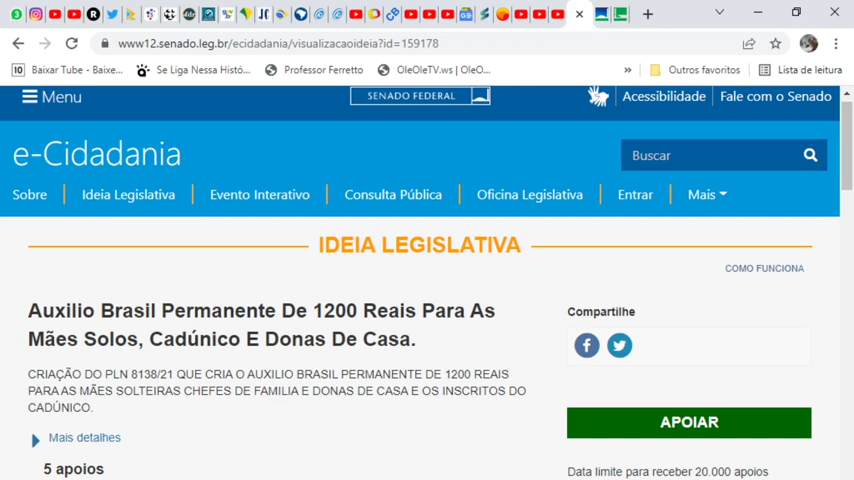 www12.senado.leg.br/ecidadania/visualizacaoideia?id=159178
Baixar Tube - Baixe... Se Liga Nessa Histó... Professor Ferretto OleOleTV.ws | OleO... » Outros favoritos Lista de leitura
Menu SENADO FEDERAL Acessibilidade Fale com o Senado
e-Cidadania Buscar
Sobre Ideia Legislativa Evento Interativo Consulta Pública Oficina Legislativa Entrar Mais
IDEIA LEGISLATIVA
COMO FUNCIONA
Auxilio Brasil Permanente De 1200 Reais Para As
Mães Solos, Cadúnico E Donas De Casa.
CRIAÇÃO DO PLN 8138/21 QUE CRIA O AUXILIO BRASIL PERMANENTE DE 1200 REAIS
PARA AS MÃES SOLTEIRAS CHEFES DE FAMILIA E DONAS DE CASA E OS INSCRITOS DO
CADÚNICO.
Mais detalhes
5 apoios
Compartilhe
APOIAR
Data limite para receber 20.000 apoios